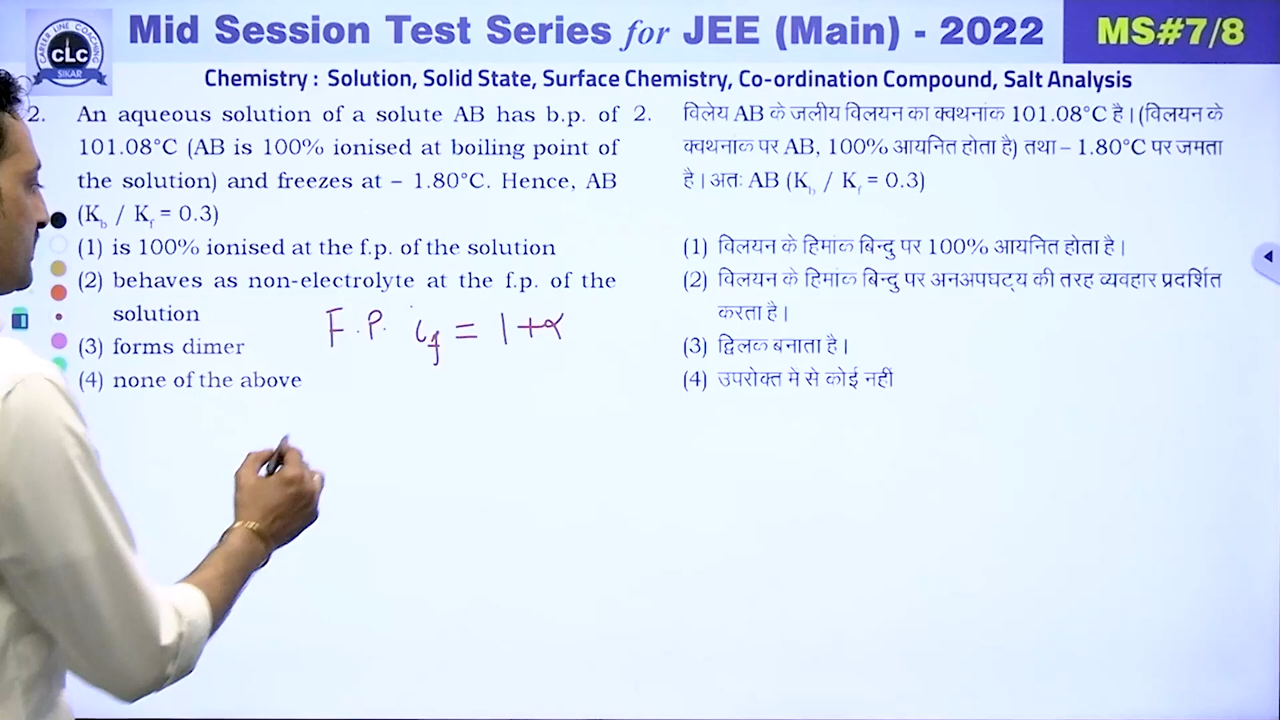 CAREER LINE COACHING
CLC
SIKAR
Mid Session Test Series for JEE (Main) - 2022
MS#7/8
Chemistry : Solution, Solid State, Surface Chemistry, Co-ordination Compound, Salt Analysis
2. An aqueous solution of a solute AB has b.p. of
101.08°C (AB is 100% ionised at boiling point of
the solution) and freezes at – 1.80°C. Hence, AB
(Kb / Kf = 0.3)
(1) is 100% ionised at the f.p. of the solution
(2) behaves as non-electrolyte at the f.p. of the
solution
(3) forms dimer
(4) none of the above
F.P. if = 1+α
2. विलेय AB के जलीय विलयन का क्वथनांक 101.08°C है। (विलयन के
क्वथनांक पर AB, 100% आयनित होता है) तथा – 1.80°C पर जमता
है। अतः AB (Kb / Kf = 0.3)
(1) विलयन के हिमांक बिन्दु पर 100% आयनित होता है।
(2) विलयन के हिमांक बिन्दु पर अनअपघट्य की तरह व्यवहार प्रदर्शित
करता है।
(3) द्विलक बनाता है।
(4) उपरोक्त मे से कोई नहीं